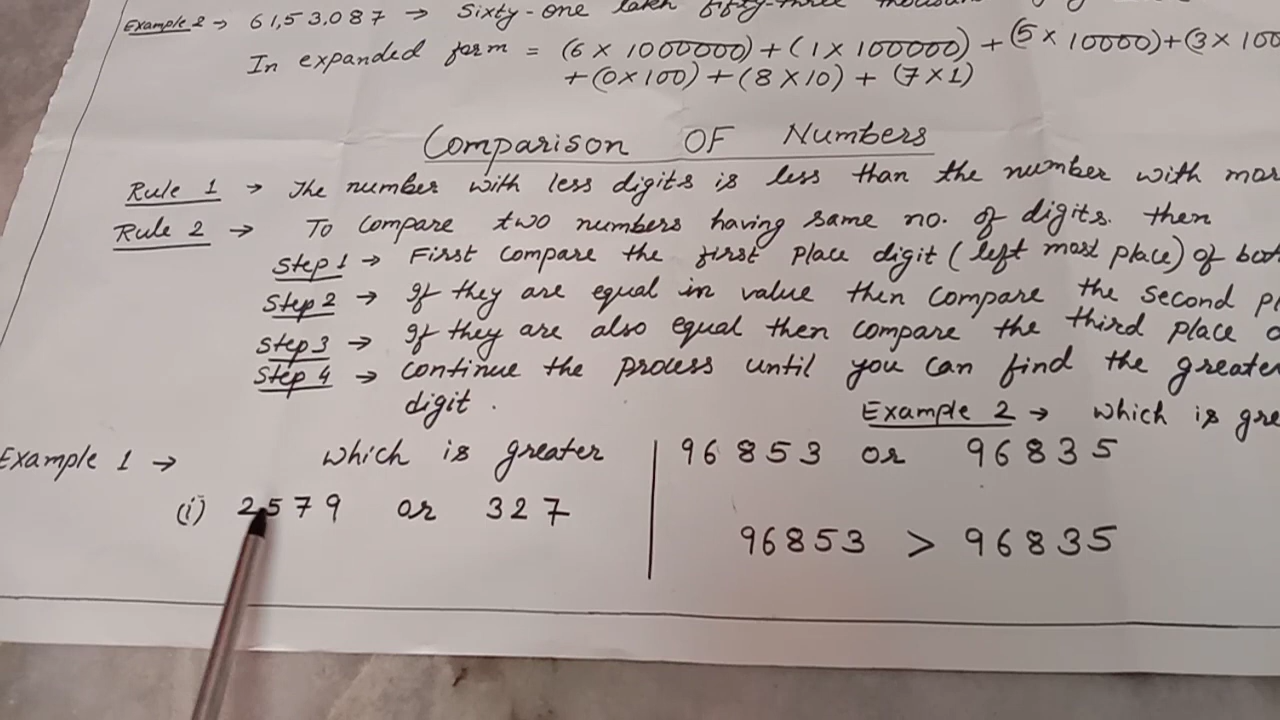 Example 2 → 61,53,087 → Sixty-one lakh fifty-three thousand
In expanded form = (6 × 1000000) + (1 × 100000) + (5 × 10000) + (3 × 100
+ (0×100) + (8 × 10) + (7 × 1)
Comparison OF Numbers
Rule 1 → The number with less digits is less than the number with mor
Rule 2 → To compare two numbers having same no. of digits. then
Step 1 → First compare the first place digit (left most place) of bot
Step 2 → If they are equal in value then compare the second pl
Step 3 → If they are also equal then compare the third place
Step 4 → continue the process until you can find the greater
digit.
Example 2 → which is gre
Example 1 → which is greater
(i) 2579 or 327
96853 or 96835
96853 > 96835